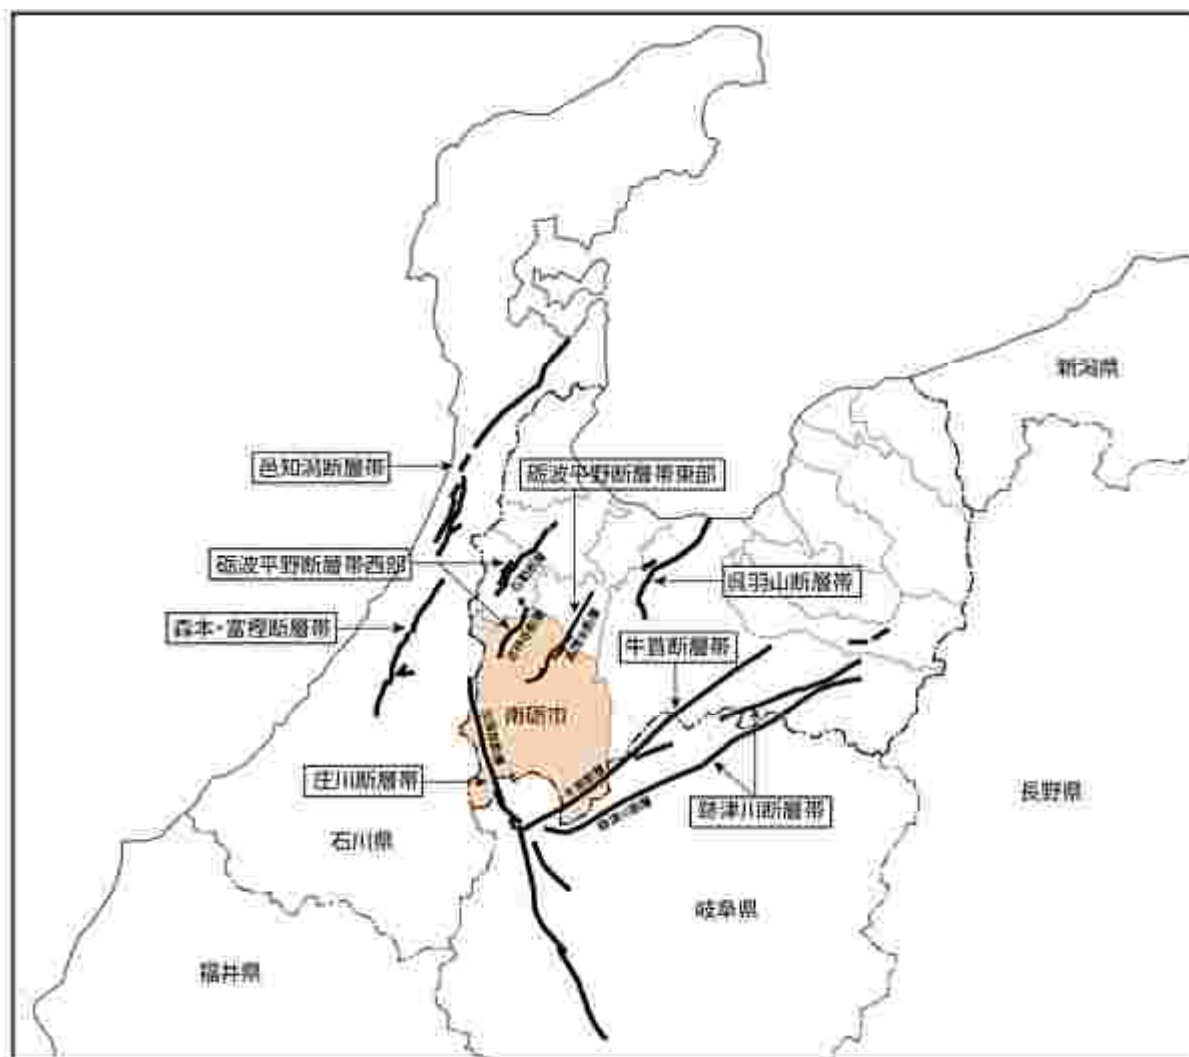 新潟県
邑知潟断層帯
砺波平野断層帯東部
砺波平野断層帯西部
呉羽山断層帯
森本・富樫断層帯
牛首断層帯
南砺市
庄川断層帯
跡津川断層帯
長野県
石川県
岐阜県
福井県